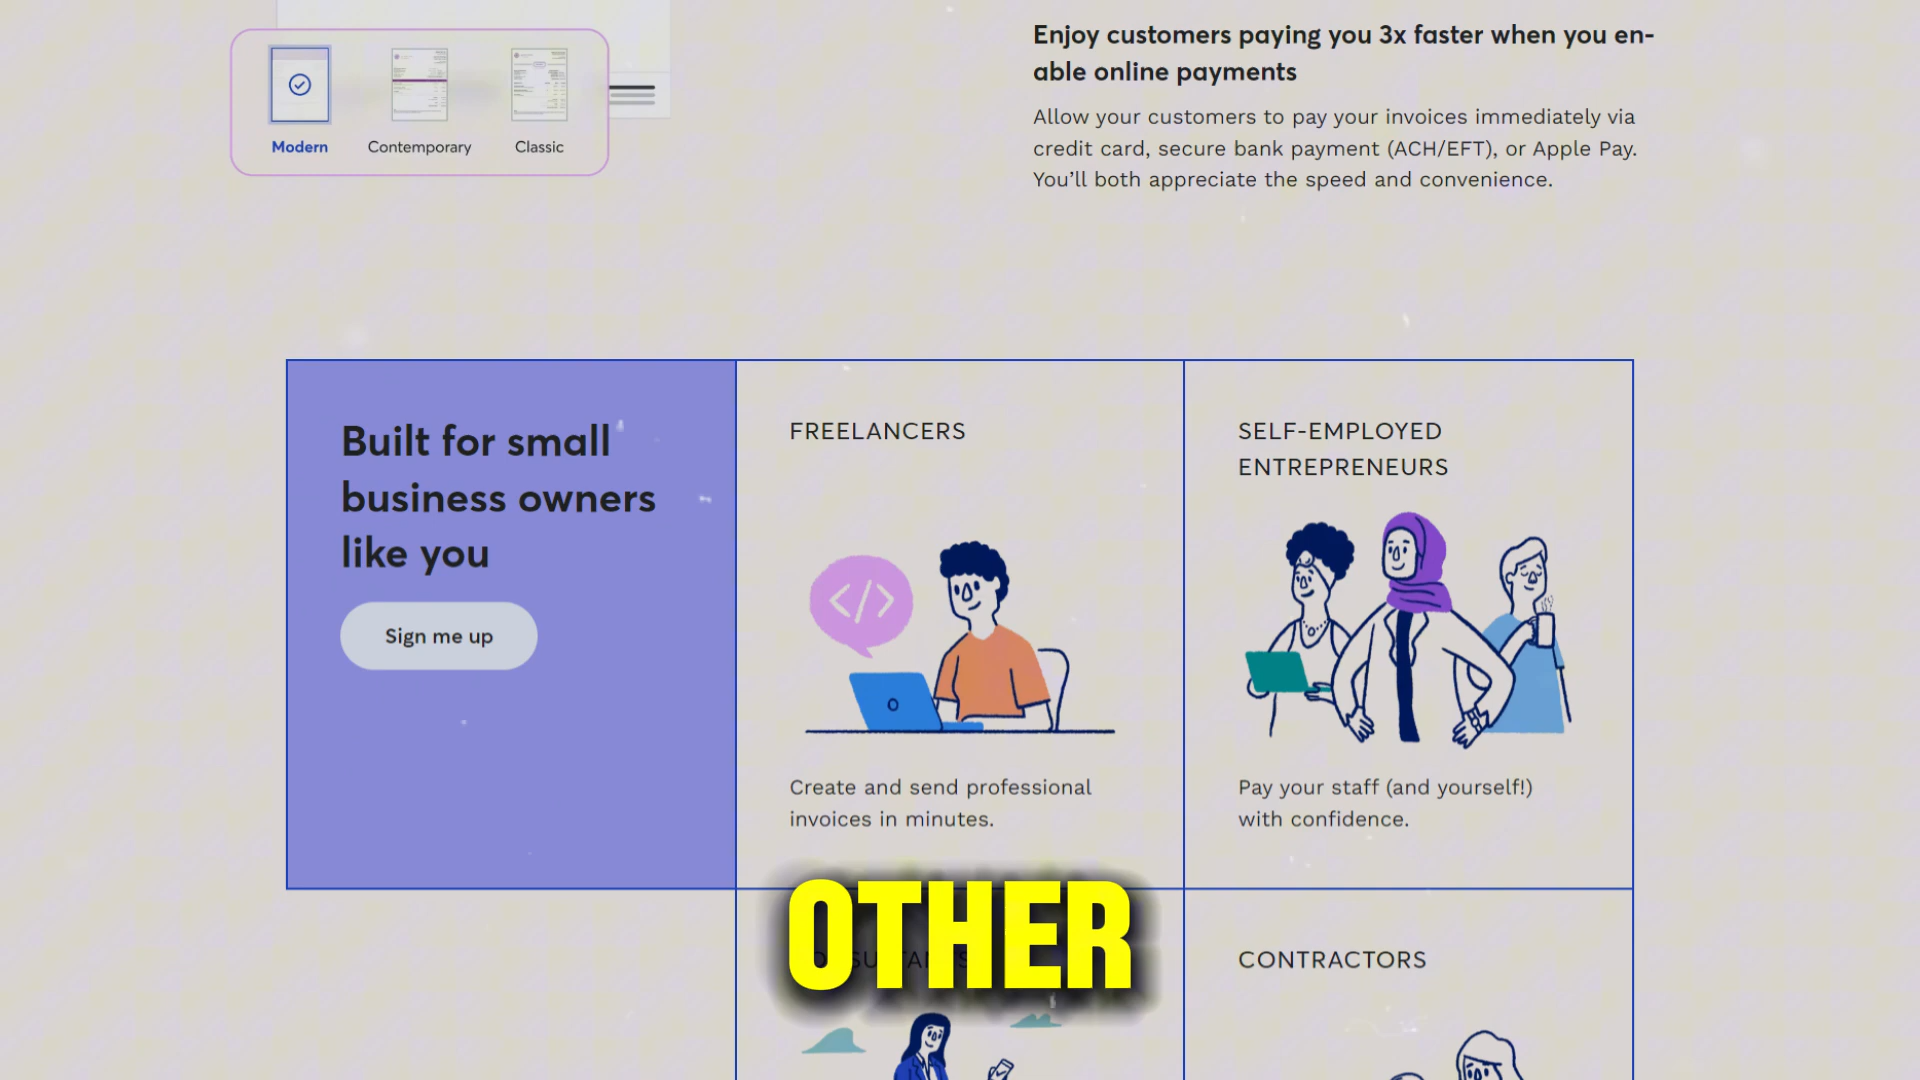 Modern
Contemporary
Classic
Enjoy customers paying you 3x faster when you en-
able online payments
Allow your customers to pay your invoices immediately via
credit card, secure bank payment (ACH/EFT), or Apple Pay.
You’ll both appreciate the speed and convenience.
Built for small
business owners
like you
Sign me up
FREELANCERS
</>
Create and send professional
invoices in minutes.
SELF-EMPLOYED
ENTREPRENEURS
Pay your staff (and yourself!)
with confidence.
OTHER
CONTRACTORS